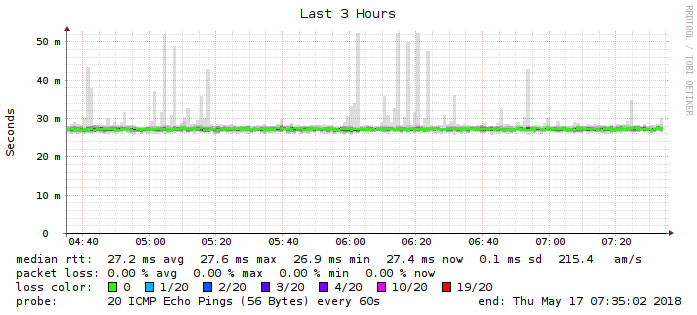 Last 3 Hours
RRDTOOL / TOBI OETIKER
Seconds
50 m
40 m
30 m
20 m
10 m
0
04:40 05:00 05:20 05:40 06:00 06:20 06:40 07:00 07:20
median rtt: 27.2 ms avg 27.6 ms max 26.9 ms min 27.4 ms now 0.1 ms sd 215.4 am/s
packet loss: 0.00 % avg 0.00 % max 0.00 % min 0.00 % now
loss color: 0 1/20 2/20 3/20 4/20 10/20 19/20
probe: 20 ICMP Echo Pings (56 Bytes) every 60s end: Thu May 17 07:35:02 2018